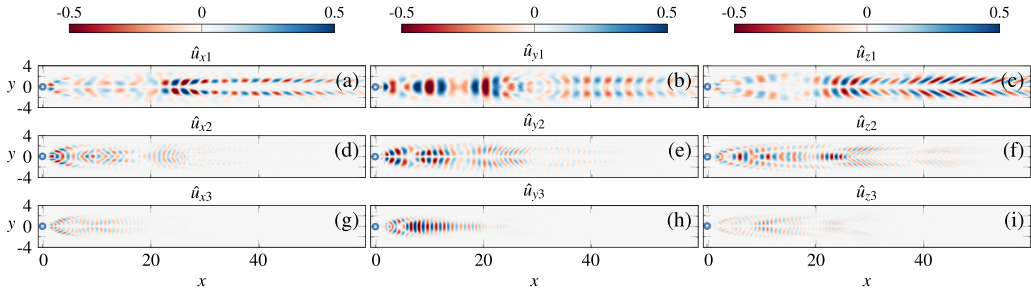 -0.5 0 0.5 -0.5 0 0.5 -0.5 0 0.5
û_x1 û_y1 û_z1
4
y 0 (a) (b) (c)
-4
û_x2 û_y2 û_z2
4
y 0 (d) (e) (f)
-4
û_x3 û_y3 û_z3
4
y 0 (g) (h) (i)
-4
0 20 40 0 20 40 0 20 40
x x x